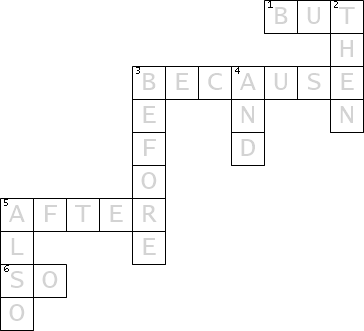 1 2
BUT
H
3 4
BECAUSE
E N N
F D
O
5
AFTER
L E
6
SO
O